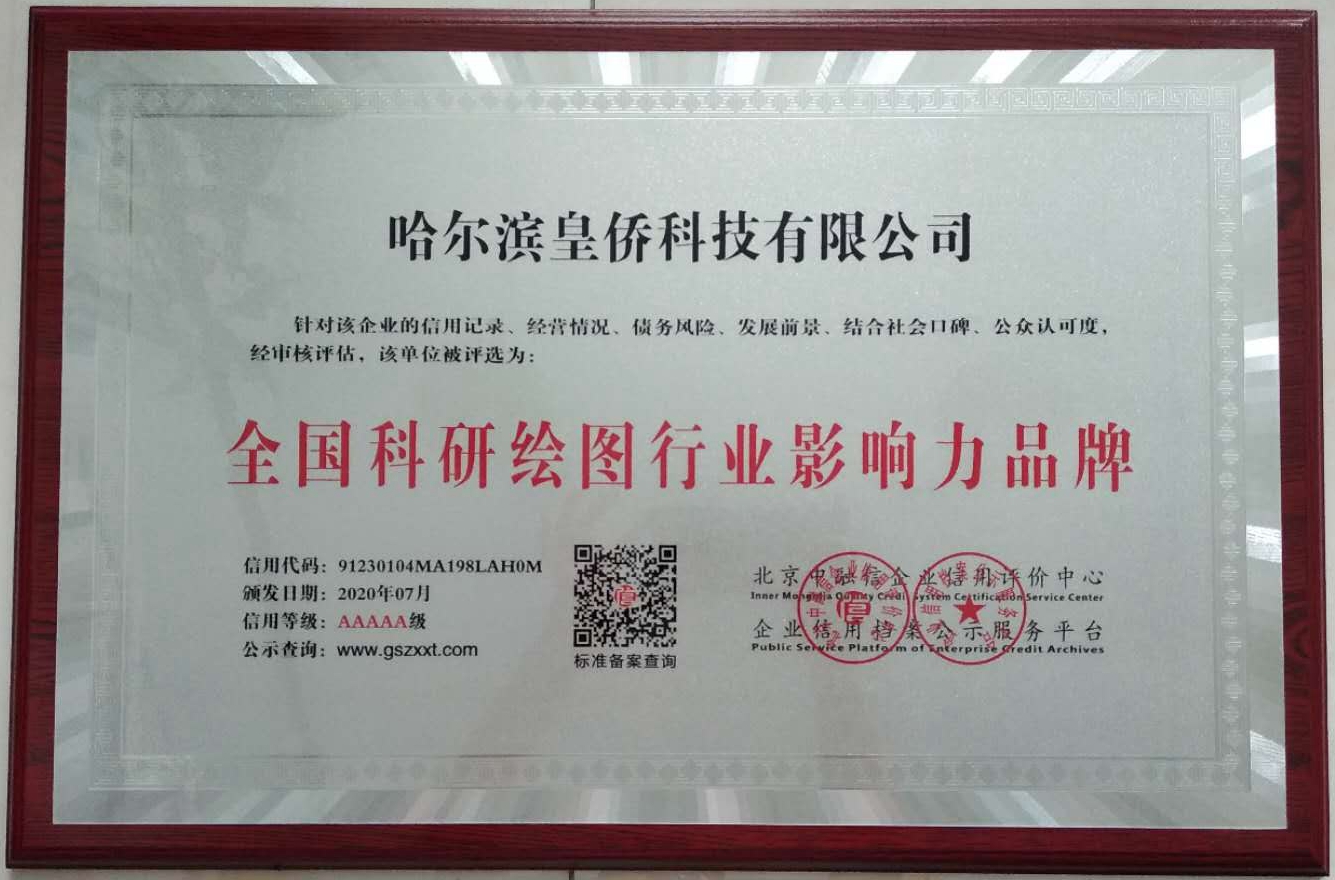 哈尔滨皇侨科技有限公司
针对该企业的信用记录、经营情况、债务风险、发展前景、结合社会口碑、公众认可度，
经审核评估，该单位被评选为：
全国科研绘图行业影响力品牌
信用代码：91230104MA198LAH0M
颁发日期：2020年07月
信用等级：AAAAA级
公示查询：www.gszxxt.com
标准备案查询
北京中融信企业信用评价中心
Inner Mongolia Quality Credit System Certification Service Center
企业信用档案公示服务平台
Public Service Platform of Enterprise Credit Archives